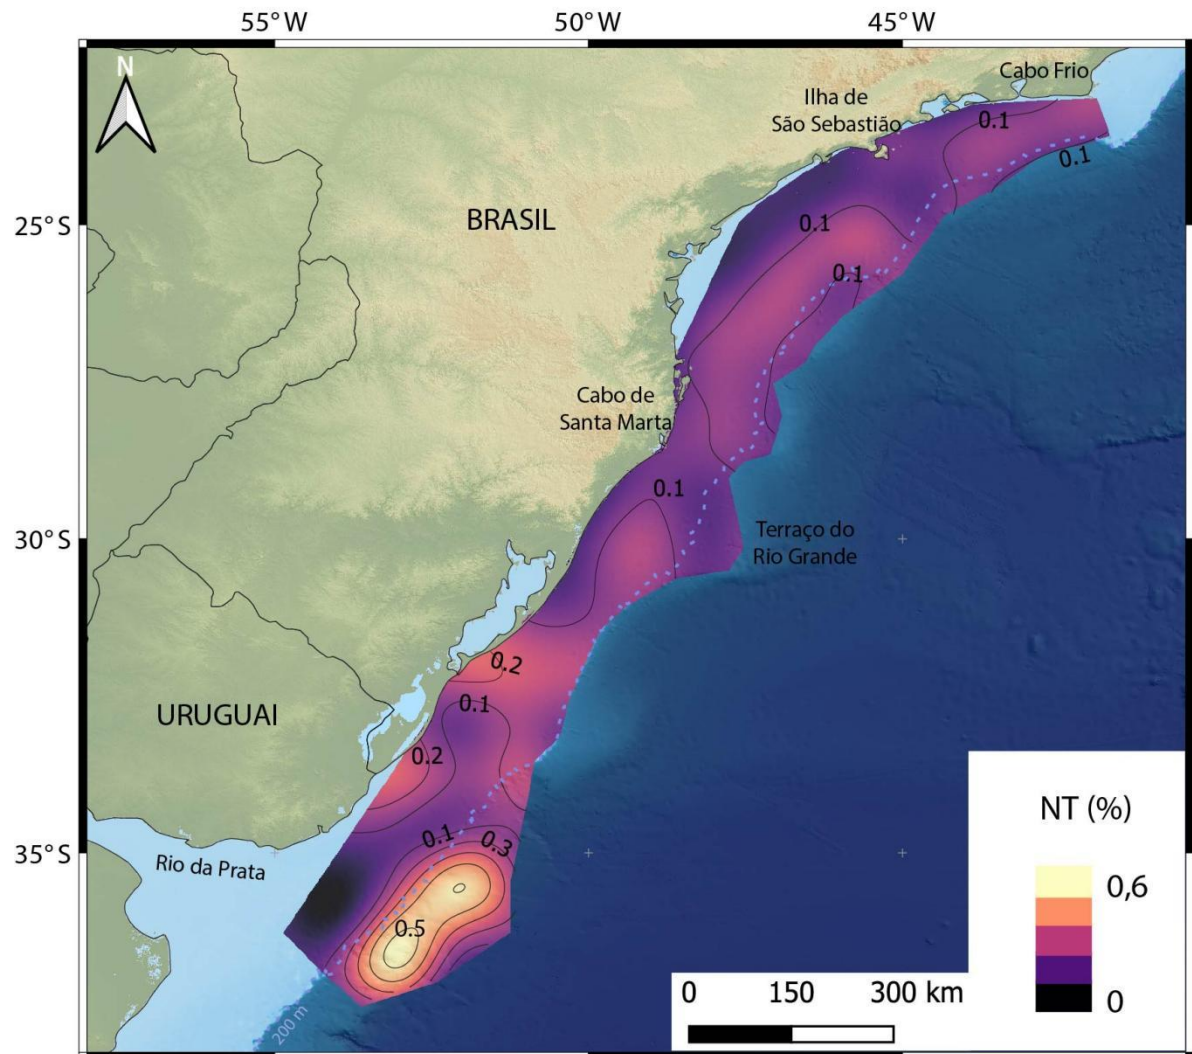 55°W
50°W
45°W
N
Cabo Frio
Ilha de
São Sebastião
0.1
0.1
25°S
BRASIL
0.1
0.1
Cabo de
Santa Marta
0.1
30°S
Terraço do
Rio Grande
0.2
0.1
URUGUAI
0.2
NT (%)
35°S
0.1
0.3
Rio da Prata
0,6
0.5
0
0
150
300 km
200 m